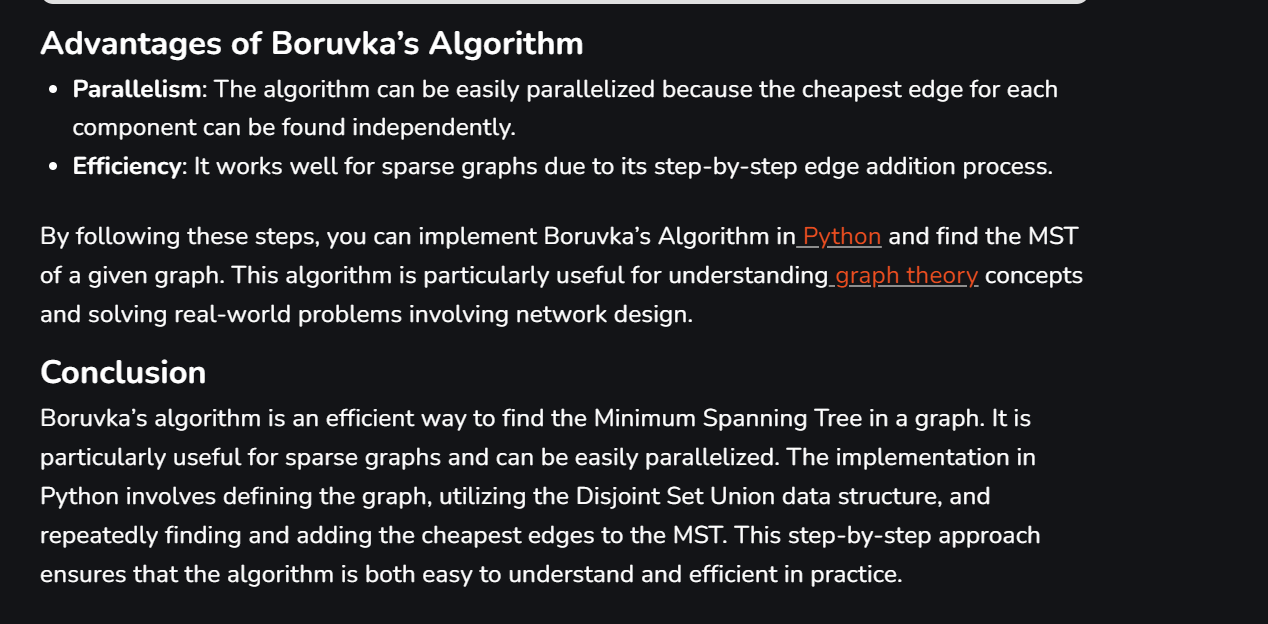 Advantages of Boruvka’s Algorithm
• Parallelism: The algorithm can be easily parallelized because the cheapest edge for each
component can be found independently.
• Efficiency: It works well for sparse graphs due to its step-by-step edge addition process.
By following these steps, you can implement Boruvka’s Algorithm in Python and find the MST
of a given graph. This algorithm is particularly useful for understanding graph theory concepts
and solving real-world problems involving network design.
Conclusion
Boruvka’s algorithm is an efficient way to find the Minimum Spanning Tree in a graph. It is
particularly useful for sparse graphs and can be easily parallelized. The implementation in
Python involves defining the graph, utilizing the Disjoint Set Union data structure, and
repeatedly finding and adding the cheapest edges to the MST. This step-by-step approach
ensures that the algorithm is both easy to understand and efficient in practice.